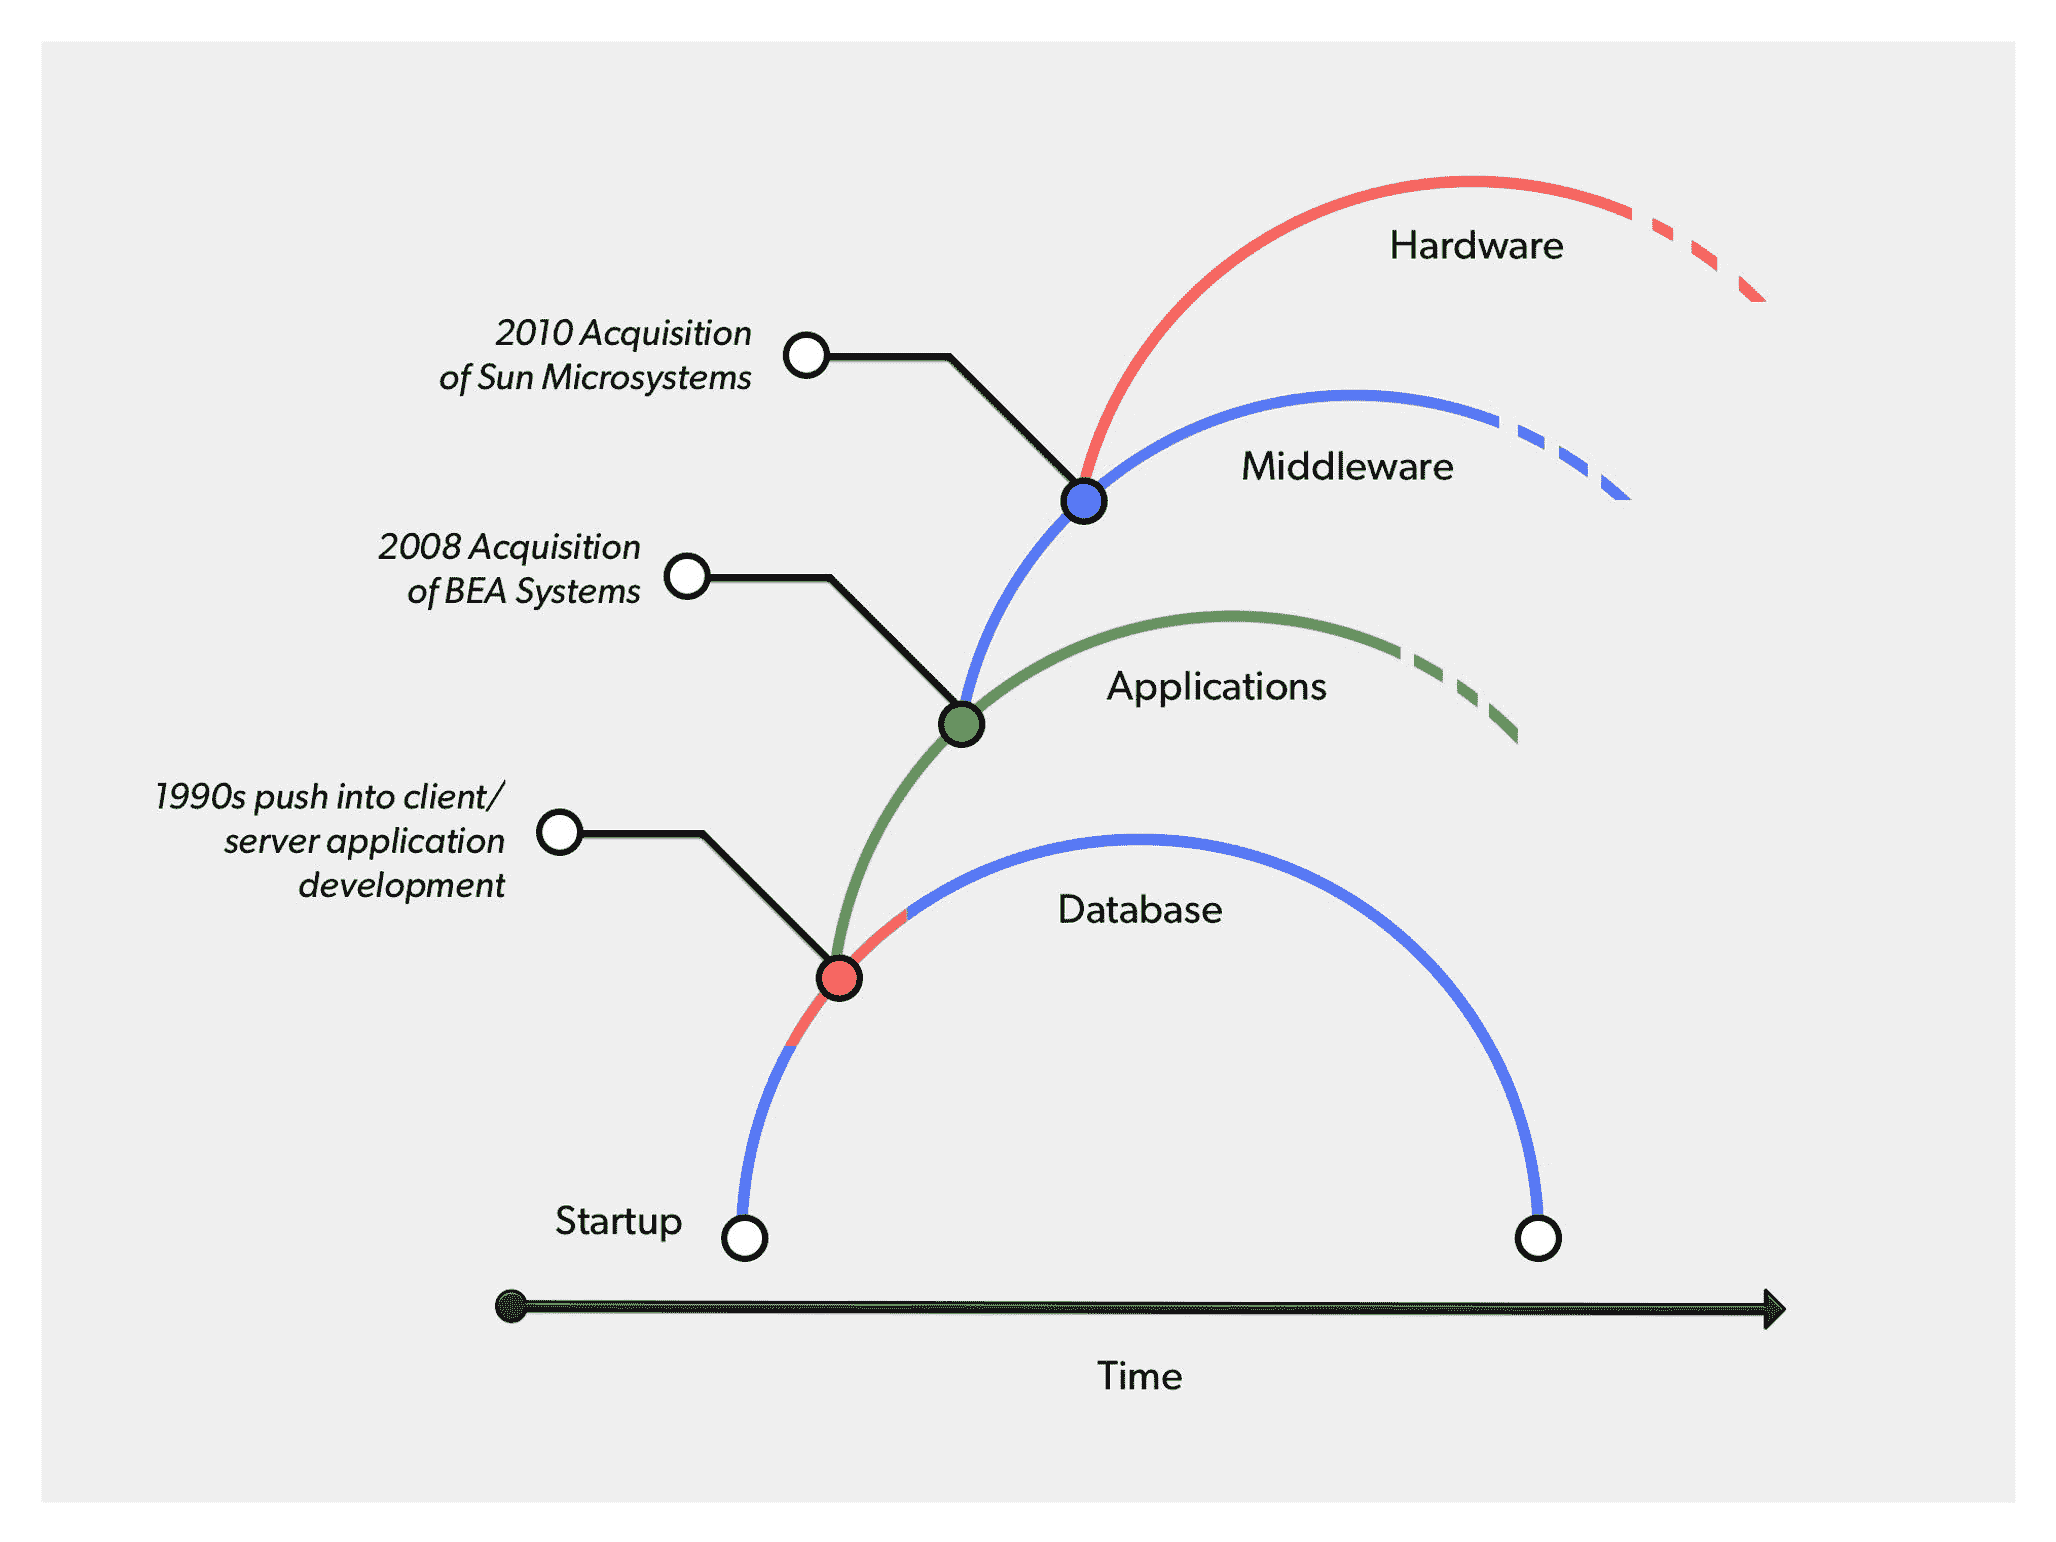 Hardware
2010 Acquisition
of Sun Microsystems
Middleware
2008 Acquisition
of BEA Systems
Applications
1990s push into client/
server application
development
Database
Startup
Time